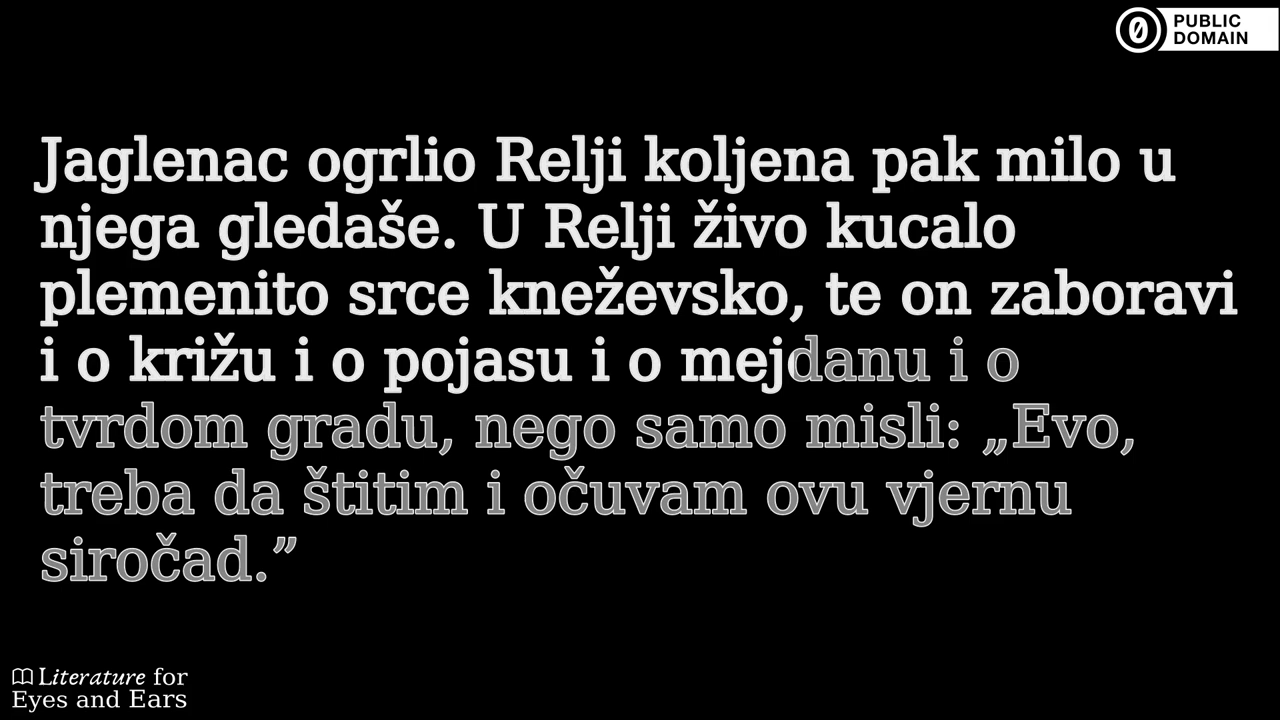 PUBLIC
DOMAIN
Jaglenac ogrlio Relji koljena pak milo u
njega gledaše. U Relji živo kucalo
plemenito srce kneževsko, te on zaboravi
i o križu i o pojasu i o mejdanu i o
tvrdom gradu, nego samo misli: „Evo,
treba da štitim i očuvam ovu vjernu
siročad.”
Literature for
Eyes and Ears